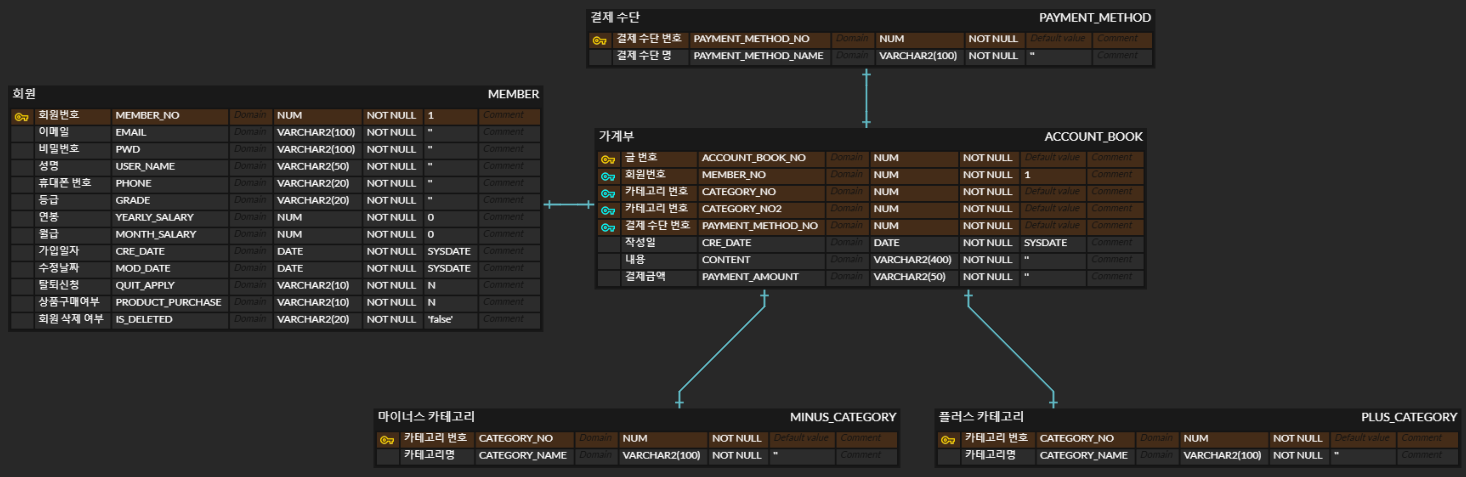 결제 수단 PAYMENT_METHOD
결제 수단 번호 PAYMENT_METHOD_NO Domain NUM NOT NULL Default value Comment
결제 수단 명 PAYMENT_METHOD_NAME Domain VARCHAR2(100) NOT NULL '' Comment
회원 MEMBER
회원번호 MEMBER_NO Domain NUM NOT NULL 1 Comment
이메일 EMAIL Domain VARCHAR2(100) NOT NULL '' Comment
비밀번호 PWD Domain VARCHAR2(100) NOT NULL '' Comment
성명 USER_NAME Domain VARCHAR2(50) NOT NULL '' Comment
휴대폰 번호 PHONE Domain VARCHAR2(20) NOT NULL '' Comment
등급 GRADE Domain VARCHAR2(20) NOT NULL '' Comment
연봉 YEARLY_SALARY Domain NUM NOT NULL 0 Comment
월급 MONTH_SALARY Domain NUM NOT NULL 0 Comment
가입일자 CRE_DATE Domain DATE NOT NULL SYSDATE Comment
수정날짜 MOD_DATE Domain DATE NOT NULL SYSDATE Comment
탈퇴신청 QUIT_APPLY Domain VARCHAR2(10) NOT NULL N Comment
상품구매여부 PRODUCT_PURCHASE Domain VARCHAR2(10) NOT NULL N Comment
회원 삭제 여부 IS_DELETED Domain VARCHAR2(20) NOT NULL 'false' Comment
가계부 ACCOUNT_BOOK
글 번호 ACCOUNT_BOOK_NO Domain NUM NOT NULL Default value Comment
회원번호 MEMBER_NO Domain NUM NOT NULL 1 Comment
카테고리 번호 CATEGORY_NO Domain NUM NOT NULL Default value Comment
카테고리 번호 CATEGORY_NO2 Domain NUM NOT NULL Default value Comment
결제 수단 번호 PAYMENT_METHOD_NO Domain NUM NOT NULL Default value Comment
작성일 CRE_DATE Domain DATE NOT NULL SYSDATE Comment
내용 CONTENT Domain VARCHAR2(400) NOT NULL '' Comment
결제금액 PAYMENT_AMOUNT Domain VARCHAR2(50) NOT NULL '' Comment
마이너스 카테고리 MINUS_CATEGORY
카테고리 번호 CATEGORY_NO Domain NUM NOT NULL Default value Comment
카테고리명 CATEGORY_NAME Domain VARCHAR2(100) NOT NULL '' Comment
플러스 카테고리 PLUS_CATEGORY
카테고리 번호 CATEGORY_NO Domain NUM NOT NULL Default value Comment
카테고리명 CATEGORY_NAME Domain VARCHAR2(100) NOT NULL '' Comment